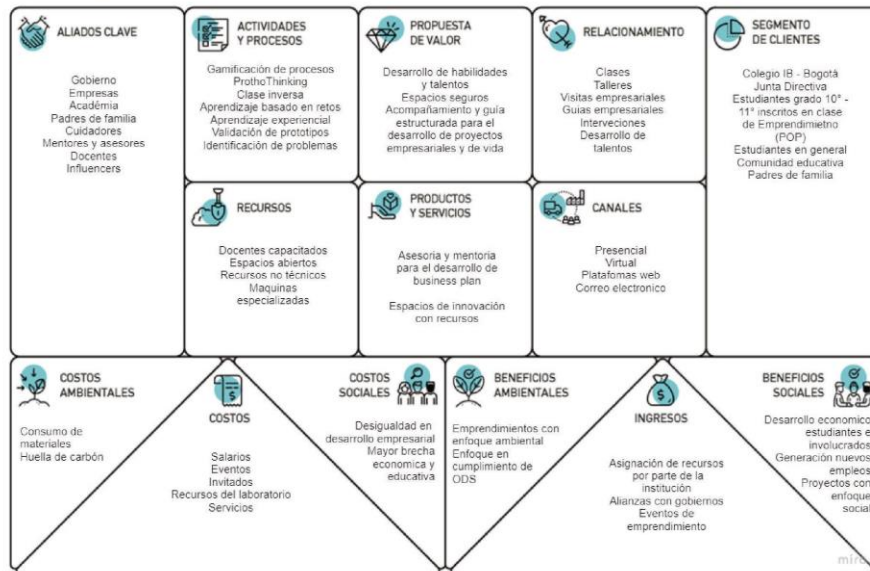 ALIADOS CLAVE
Gobierno
Empresas
Académia
Padres de familia
Cuidadores
Mentores y asesores
Docentes
Influencers
ACTIVIDADES
Y PROCESOS
Gamificación de procesos
ProthoThinking
Clase inversa
Aprendizaje basado en retos
Aprendizaje experiencial
Validación de prototipos
Identificación de problemas
PROPUESTA
DE VALOR
Desarrollo de habilidades
y talentos
Espacios seguros
Acompañamiento y guía
estructurada para el
desarrollo de proyectos
empresariales y de vida
RELACIONAMIENTO
Clases
Talleres
Visitas empresariales
Guias empresariales
Interveciones
Desarrollo de
talentos
SEGMENTO
DE CLIENTES
Colegio IB - Bogotá
Junta Directiva
Estudiantes grado 10° -
11° inscritos en clase
de Emprendimietno
(POP)
Estudiantes en general
Comunidad educativa
Padres de familia
RECURSOS
Docentes capacitados
Espacios abiertos
Recursos no técnicos
Maquinas
especializadas
PRODUCTOS
Y SERVICIOS
Asesoria y mentoria
para el desarrollo de
business plan
Espacios de innovación
con recursos
CANALES
Presencial
Virtual
Platafomas web
Correo electronico
COSTOS
AMBIENTALES
Consumo de
materiales
Huella de carbón
COSTOS
Salarios
Eventos
Invitados
Recursos del laboratorio
Servicios
COSTOS
SOCIALES
Desigualdad en
desarrollo empresarial
Mayor brecha
economica y
educativa
BENEFICIOS
AMBIENTALES
Emprendimientos con
enfoque ambiental
Enfoque en
cumplimiento de
ODS
INGRESOS
Asignación de recursos
por parte de la
institución
Alianzas con gobiernos
Eventos de
emprendimiento
BENEFICIOS
SOCIALES
Desarrollo economico
estudiantes e
involucrados
Generación nuevos
empleos
Proyectos con
enfoque
social
miro